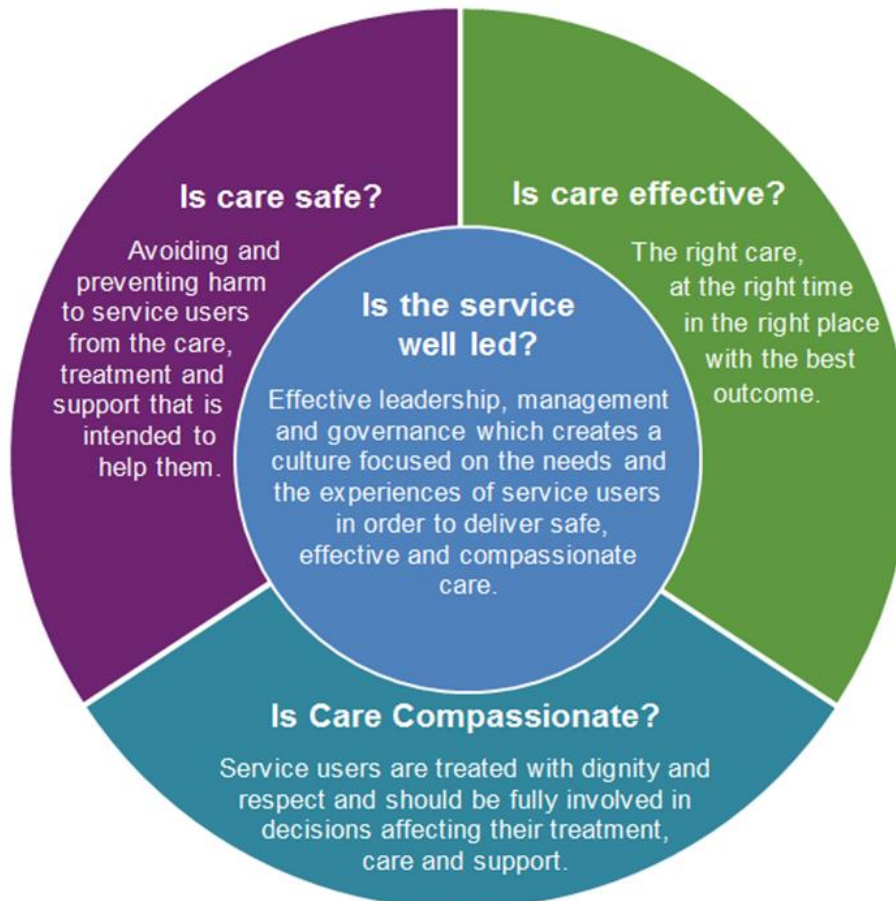 Is care safe?
Avoiding and
preventing harm
to service users
from the care,
treatment and
support that is
intended to
help them.
Is care effective?
The right care,
at the right time
in the right place
with the best
outcome.
Is the service
well led?
Effective leadership, management
and governance which creates a
culture focused on the needs and
the experiences of service users
in order to deliver safe,
effective and compassionate
care.
Is Care Compassionate?
Service users are treated with dignity and
respect and should be fully involved in
decisions affecting their treatment,
care and support.